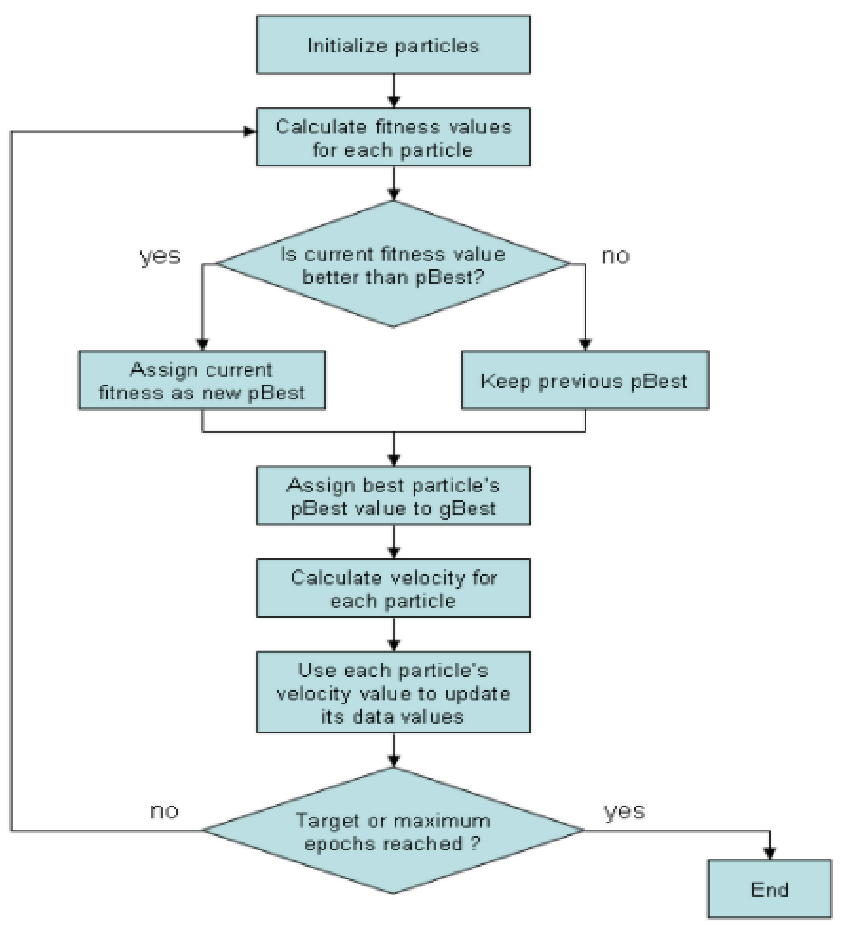 Initialize particles
Calculate fitness values
for each particle
yes
Is current fitness value
better than pBest?
no
Assign current
fitness as new pBest
Keep previous pBest
Assign best particle's
pBest value to gBest
Calculate velocity for
each particle
Use each particle's
velocity value to update
its data values
no
Target or maximum
epochs reached ?
yes
End